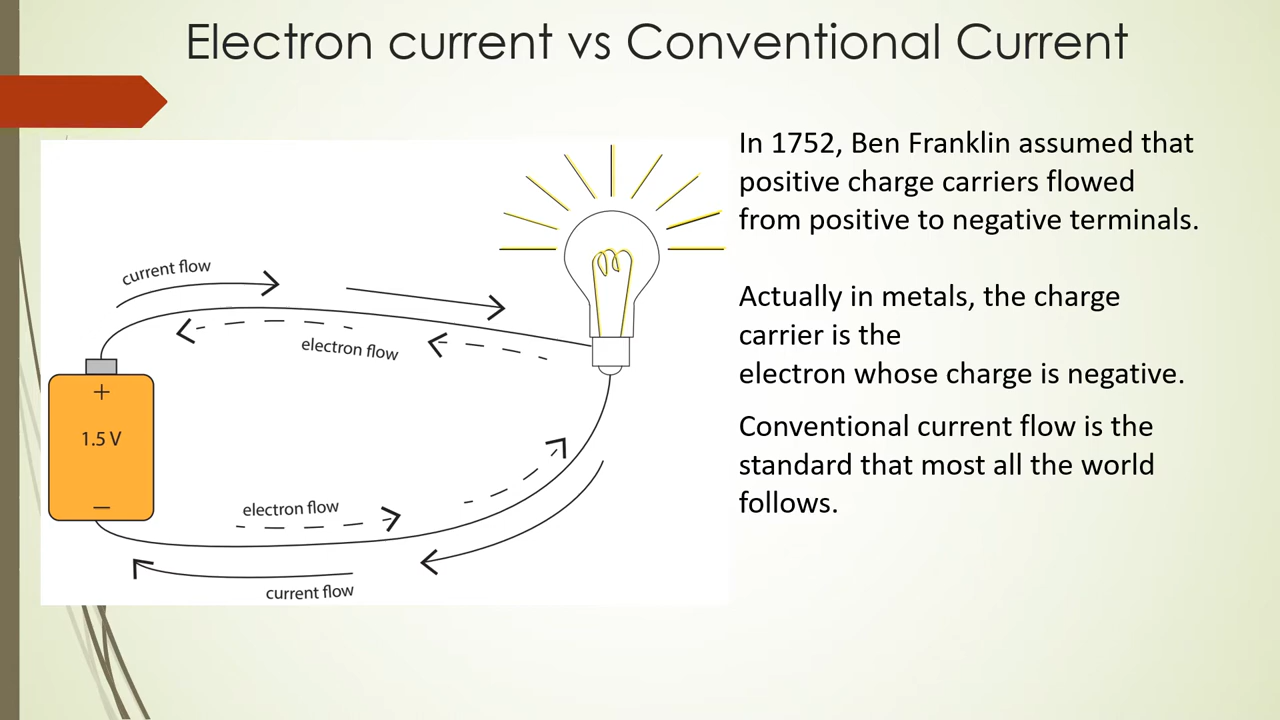 Electron current vs Conventional Current
In 1752, Ben Franklin assumed that
positive charge carriers flowed
from positive to negative terminals.
Actually in metals, the charge
carrier is the
electron whose charge is negative.
Conventional current flow is the
standard that most all the world
follows.
current flow
electron flow
+
1.5 V
–
electron flow
current flow